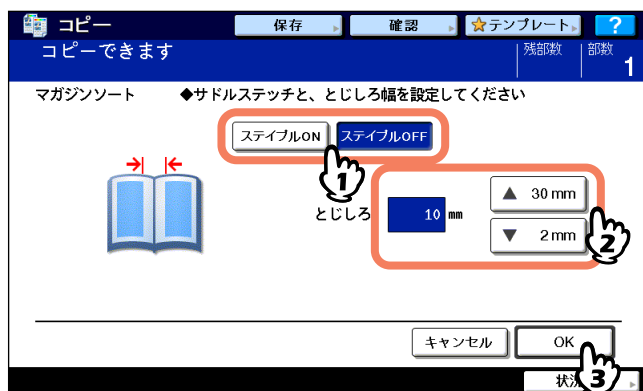 コピー 保存 確認 テンプレート ?
コピーできます 残部数 部数 1
マガジンソート ◆サドルステッチと、とじしろ幅を設定してください
ステイプルON ステイプルOFF
1
▲ 30 mm
とじしろ 10 mm
▼ 2 mm
2
キャンセル OK
3